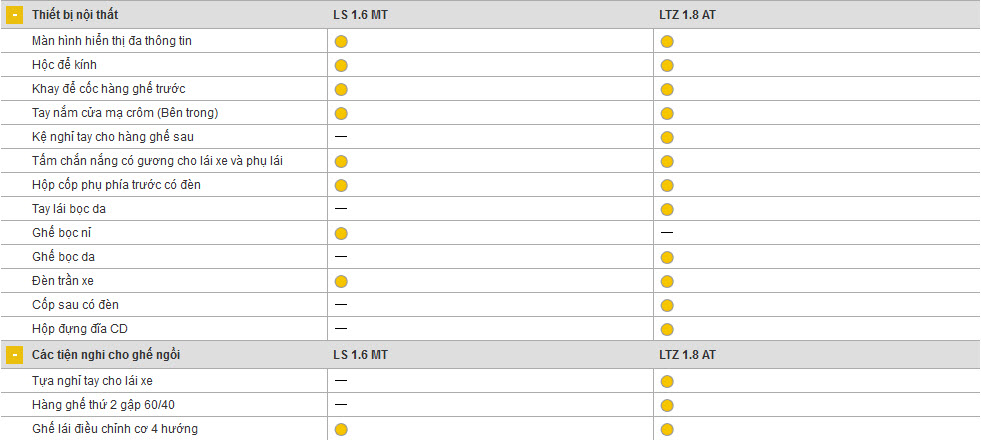 - Thiết bị nội thất LS 1.6 MT LTZ 1.8 AT
Màn hình hiển thị đa thông tin
Hộc để kính
Khay để cốc hàng ghế trước
Tay nắm cửa mạ crôm (Bên trong)
Kệ nghỉ tay cho hàng ghế sau —
Tấm chắn nắng có gương cho lái xe và phụ lái
Hộp cốp phụ phía trước có đèn
Tay lái bọc da —
Ghế bọc nỉ —
Ghế bọc da —
Đèn trần xe
Cốp sau có đèn —
Hộp đựng đĩa CD —
- Các tiện nghi cho ghế ngồi LS 1.6 MT LTZ 1.8 AT
Tựa nghỉ tay cho lái xe —
Hàng ghế thứ 2 gập 60/40 —
Ghế lái điều chỉnh cơ 4 hướng